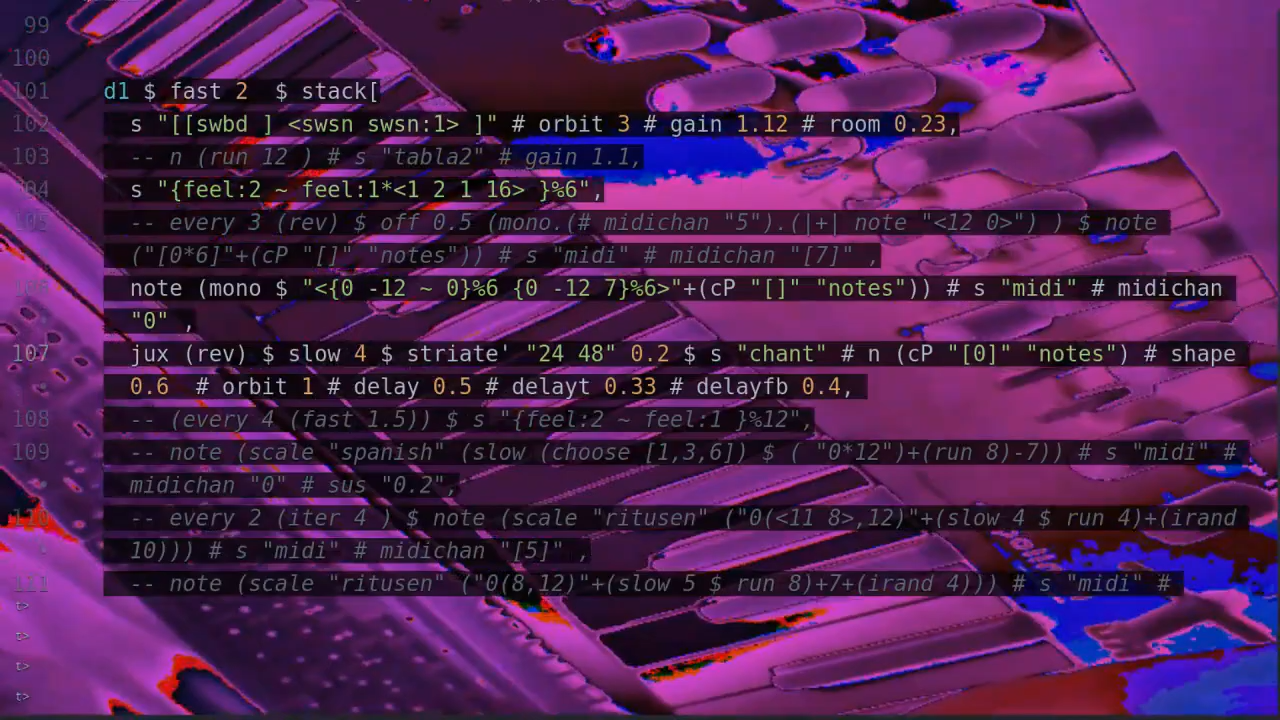 99
100
101 d1 $ fast 2  $ stack[
102 s "[[swbd ] <swsn swsn:1> ]" # orbit 3 # gain 1.12 # room 0.23,
103 -- n (run 12 ) # s "tabla2" # gain 1.1,
104 s "{feel:2 ~ feel:1*<1 2 1 16> }%6",
105 -- every 3 (rev) $ off 0.5 (mono.(# midichan "5").(|+| note "<12 0>") ) $ note
("[0*6]"+(cP "[]" "notes")) # s "midi" # midichan "[7]" ,
106 note (mono $ "<{0 -12 ~ 0}%6 {0 -12 7}%6>"+(cP "[]" "notes")) # s "midi" # midichan
"0" ,
107 jux (rev) $ slow 4 $ striate' "24 48" 0.2 $ s "chant" # n (cP "[0]" "notes") # shape
0.6  # orbit 1 # delay 0.5 # delayt 0.33 # delayfb 0.4,
108 -- (every 4 (fast 1.5)) $ s "{feel:2 ~ feel:1 }%12",
109 -- note (scale "spanish" (slow (choose [1,3,6]) $ ( "0*12")+(run 8)-7)) # s "midi" #
midichan "0" # sus "0.2",
110 -- every 2 (iter 4 ) $ note (scale "ritusen" ("0(<11 8>,12)"+(slow 4 $ run 4)+(irand
10))) # s "midi" # midichan "[5]" ,
111 -- note (scale "ritusen" ("0(8,12)"+(slow 5 $ run 8)+7+(irand 4))) # s "midi" #
t>
t>
t>
t>